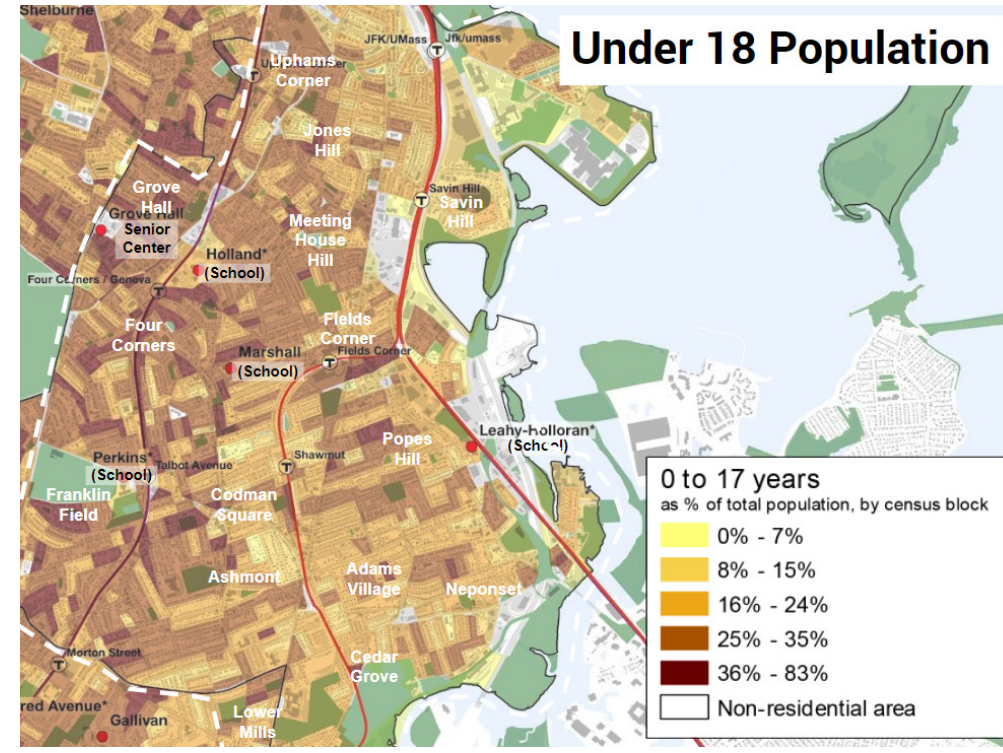 Shelburne
JFK/UMass
Jfk/umass
Under 18 Population
Uphams
Corner
Jones
Hill
Grove
Hall
Grove Hall
Senior
Center
Savin Hill
Savin
Hill
Meeting
House
Hill
Holland*
(School)
Four Corners / Geneva
Four
Corners
Fields
Corner
Fields Corner
Marshall
(School)
Popes
Hill
Leahy-Holloran*
(School)
Perkins*
(School)
Talbot Avenue
Shawmut
Franklin
Field
Codman
Square
Ashmont
Adams
Village
Neponset
Cedar
Grove
Morton Street
red Avenue*
Gallivan
Lower
Mills
T
T
T
T
T
T
T
0 to 17 years
as % of total population, by census block
0% - 7%
8% - 15%
16% - 24%
25% - 35%
36% - 83%
Non-residential area